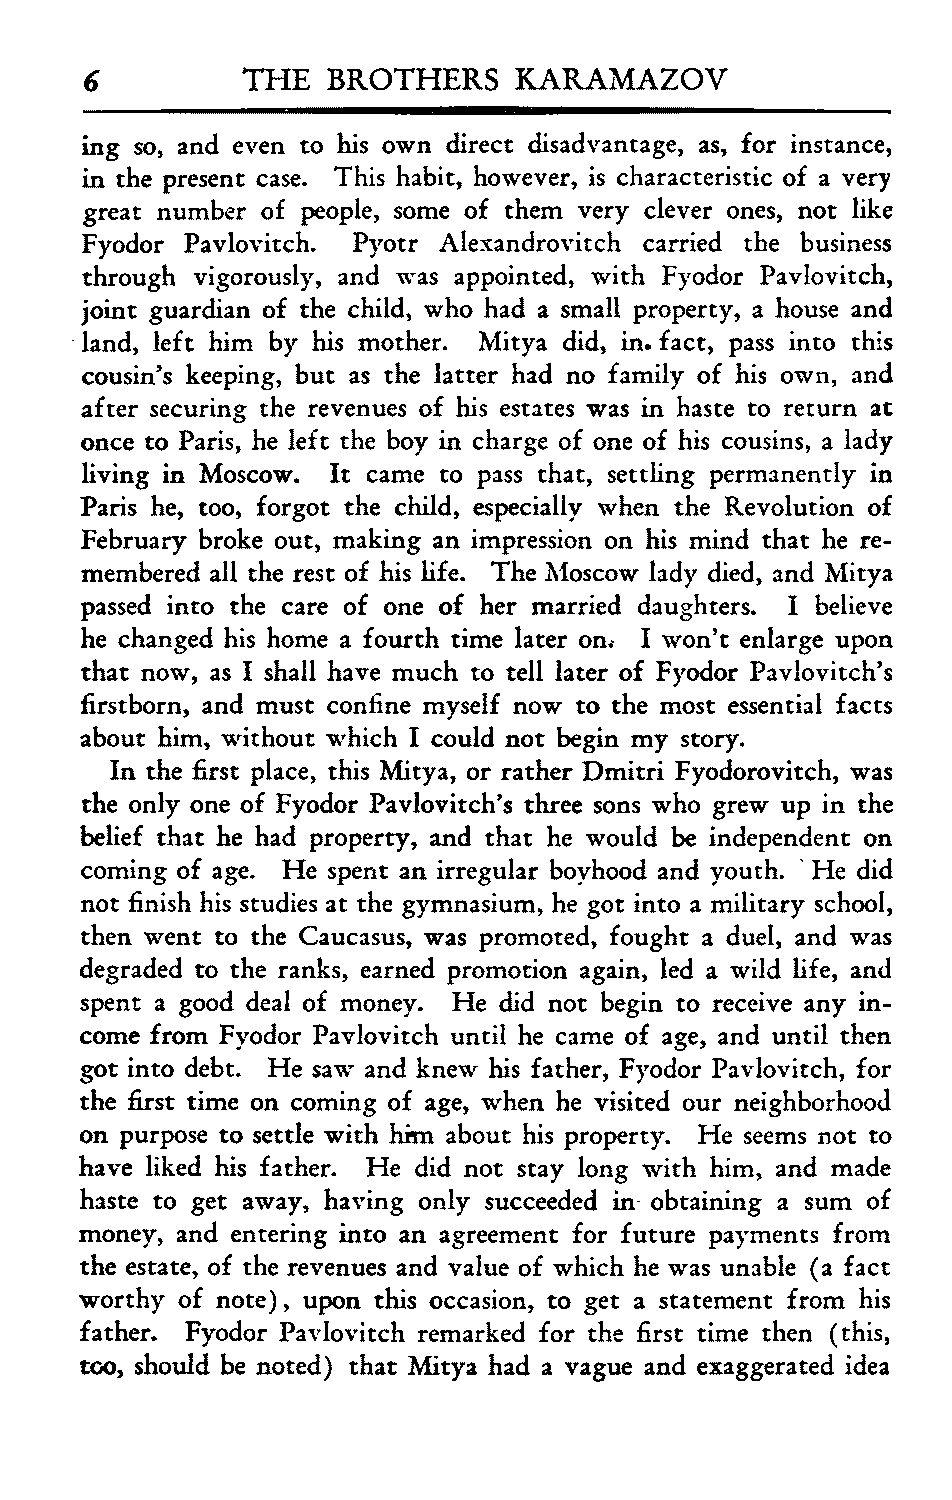 6 THE BROTHERS KARAMAZOV
ing so, and even to his own direct disadvantage, as, for instance,
in the present case. This habit, however, is characteristic of a very
great number of people, some of them very clever ones, not like
Fyodor Pavlovitch. Pyotr Alexandrovitch carried the business
through vigorously, and was appointed, with Fyodor Pavlovitch,
joint guardian of the child, who had a small property, a house and
land, left him by his mother. Mitya did, in. fact, pass into this
cousin's keeping, but as the latter had no family of his own, and
after securing the revenues of his estates was in haste to return at
once to Paris, he left the boy in charge of one of his cousins, a lady
living in Moscow. It came to pass that, settling permanently in
Paris he, too, forgot the child, especially when the Revolution of
February broke out, making an impression on his mind that he re-
membered all the rest of his life. The Moscow lady died, and Mitya
passed into the care of one of her married daughters. I believe
he changed his home a fourth time later on. I won't enlarge upon
that now, as I shall have much to tell later of Fyodor Pavlovitch's
firstborn, and must confine myself now to the most essential facts
about him, without which I could not begin my story.
In the first place, this Mitya, or rather Dmitri Fyodorovitch, was
the only one of Fyodor Pavlovitch's three sons who grew up in the
belief that he had property, and that he would be independent on
coming of age. He spent an irregular boyhood and youth. He did
not finish his studies at the gymnasium, he got into a military school,
then went to the Caucasus, was promoted, fought a duel, and was
degraded to the ranks, earned promotion again, led a wild life, and
spent a good deal of money. He did not begin to receive any in-
come from Fyodor Pavlovitch until he came of age, and until then
got into debt. He saw and knew his father, Fyodor Pavlovitch, for
the first time on coming of age, when he visited our neighborhood
on purpose to settle with him about his property. He seems not to
have liked his father. He did not stay long with him, and made
haste to get away, having only succeeded in obtaining a sum of
money, and entering into an agreement for future payments from
the estate, of the revenues and value of which he was unable (a fact
worthy of note), upon this occasion, to get a statement from his
father. Fyodor Pavlovitch remarked for the first time then (this,
too, should be noted) that Mitya had a vague and exaggerated idea